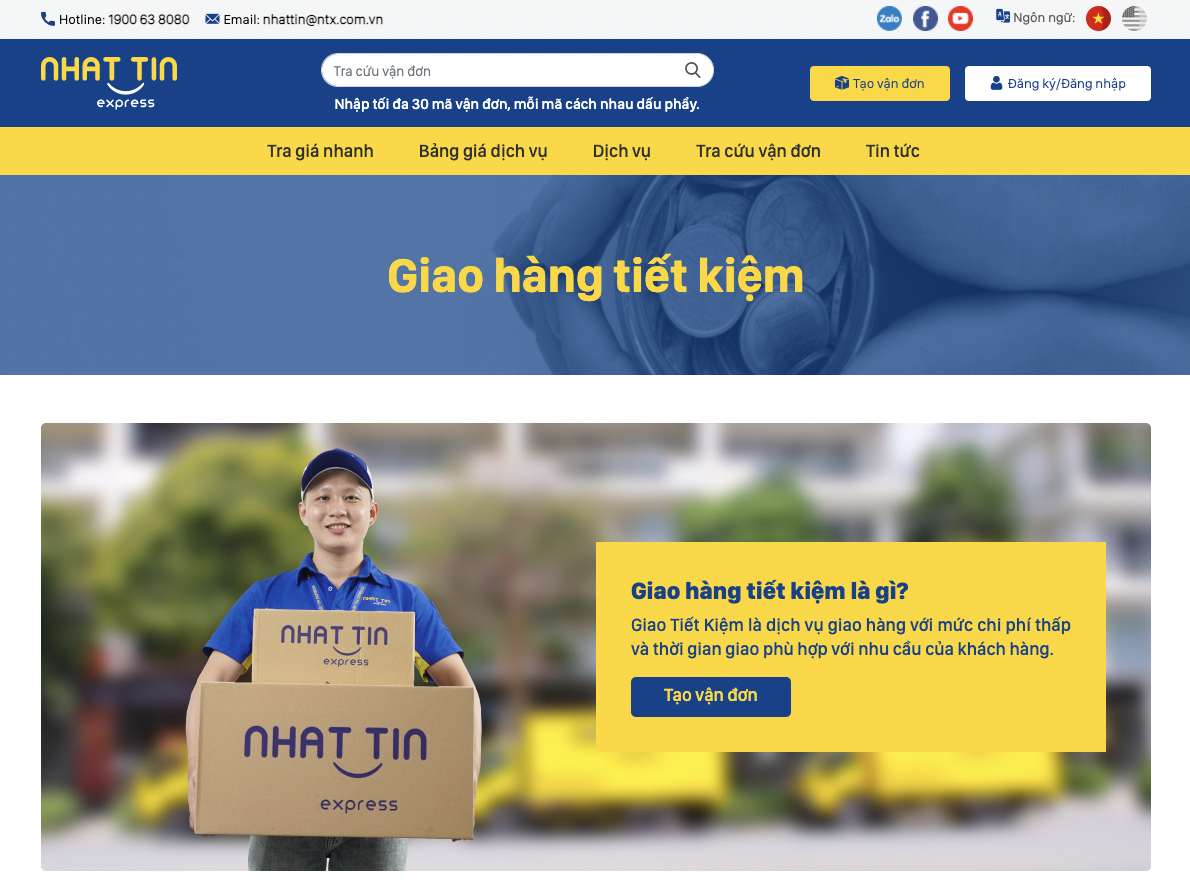 Hotline: 1900 63 8080
Email: nhattin@ntx.com.vn
Zalo
Ngôn ngữ:
NHAT TIN
express
Tra cứu vận đơn
Nhập tối đa 30 mã vận đơn, mỗi mã cách nhau dấu phẩy.
Tạo vận đơn
Đăng ký/Đăng nhập
Tra giá nhanh
Bảng giá dịch vụ
Dịch vụ
Tra cứu vận đơn
Tin tức
Giao hàng tiết kiệm
NHAT TIN
NHAT TIN
express
NHAT TIN
express
Giao hàng tiết kiệm là gì?
Giao Tiết Kiệm là dịch vụ giao hàng với mức chi phí thấp
và thời gian giao phù hợp với nhu cầu của khách hàng.
Tạo vận đơn